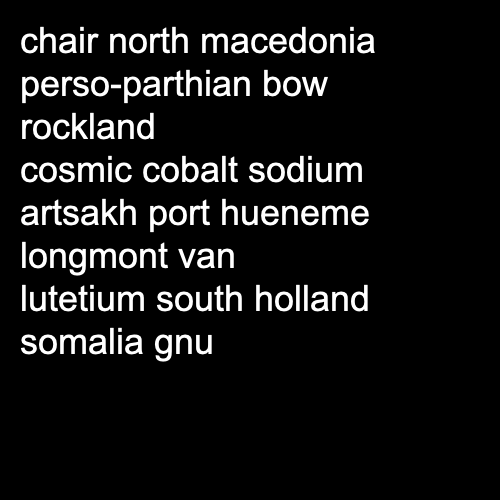 chair north macedonia
perso-parthian bow
rockland
cosmic cobalt sodium
artsakh port hueneme
longmont van
lutetium south holland
somalia gnu